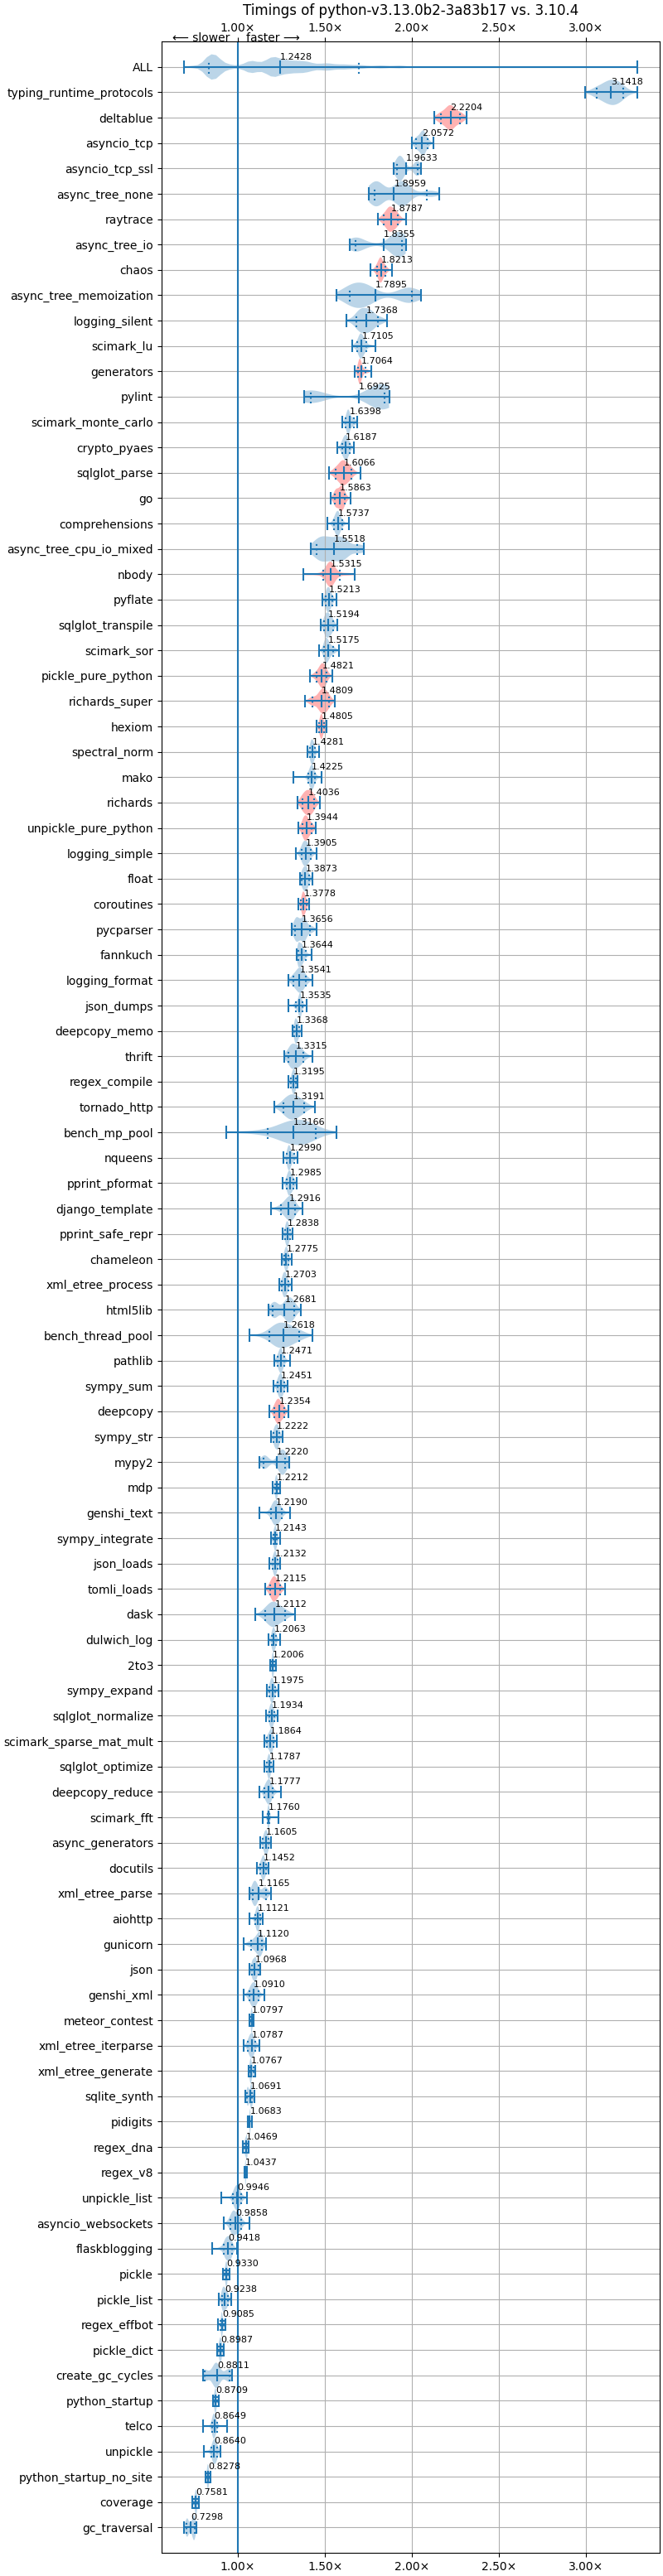 Timings of python-v3.13.0b2-3a83b17 vs. 3.10.4
1.00× 1.50× 2.00× 2.50× 3.00×
⟵ slower faster ⟶
ALL 1.2428
typing_runtime_protocols 3.1418
deltablue 2.2204
asyncio_tcp 2.0572
asyncio_tcp_ssl 1.9633
async_tree_none 1.8959
raytrace 1.8787
async_tree_io 1.8355
chaos 1.8213
async_tree_memoization 1.7895
logging_silent 1.7368
scimark_lu 1.7105
generators 1.7064
pylint 1.6925
scimark_monte_carlo 1.6398
crypto_pyaes 1.6187
sqlglot_parse 1.6066
go 1.5863
comprehensions 1.5737
async_tree_cpu_io_mixed 1.5518
nbody 1.5315
pyflate 1.5213
sqlglot_transpile 1.5194
scimark_sor 1.5175
pickle_pure_python 1.4821
richards_super 1.4809
hexiom 1.4805
spectral_norm 1.4281
mako 1.4225
richards 1.4036
unpickle_pure_python 1.3944
logging_simple 1.3905
float 1.3873
coroutines 1.3778
pycparser 1.3656
fannkuch 1.3644
logging_format 1.3541
json_dumps 1.3535
deepcopy_memo 1.3368
thrift 1.3315
regex_compile 1.3195
tornado_http 1.3191
bench_mp_pool 1.3166
nqueens 1.2990
pprint_pformat 1.2985
django_template 1.2916
pprint_safe_repr 1.2838
chameleon 1.2775
xml_etree_process 1.2703
html5lib 1.2681
bench_thread_pool 1.2618
pathlib 1.2471
sympy_sum 1.2451
deepcopy 1.2354
sympy_str 1.2222
mypy2 1.2220
mdp 1.2212
genshi_text 1.2190
sympy_integrate 1.2143
json_loads 1.2132
tomli_loads 1.2115
dask 1.2112
dulwich_log 1.2063
2to3 1.2006
sympy_expand 1.1975
sqlglot_normalize 1.1934
scimark_sparse_mat_mult 1.1864
sqlglot_optimize 1.1787
deepcopy_reduce 1.1777
scimark_fft 1.1760
async_generators 1.1605
docutils 1.1452
xml_etree_parse 1.1165
aiohttp 1.1121
gunicorn 1.1120
json 1.0968
genshi_xml 1.0910
meteor_contest 1.0797
xml_etree_iterparse 1.0787
xml_etree_generate 1.0767
sqlite_synth 1.0691
pidigits 1.0683
regex_dna 1.0469
regex_v8 1.0437
unpickle_list 0.9946
asyncio_websockets 0.9858
flaskblogging 0.9418
pickle 0.9330
pickle_list 0.9238
regex_effbot 0.9085
pickle_dict 0.8987
create_gc_cycles 0.8811
python_startup 0.8709
telco 0.8649
unpickle 0.8640
python_startup_no_site 0.8278
coverage 0.7581
gc_traversal 0.7298
1.00× 1.50× 2.00× 2.50× 3.00×